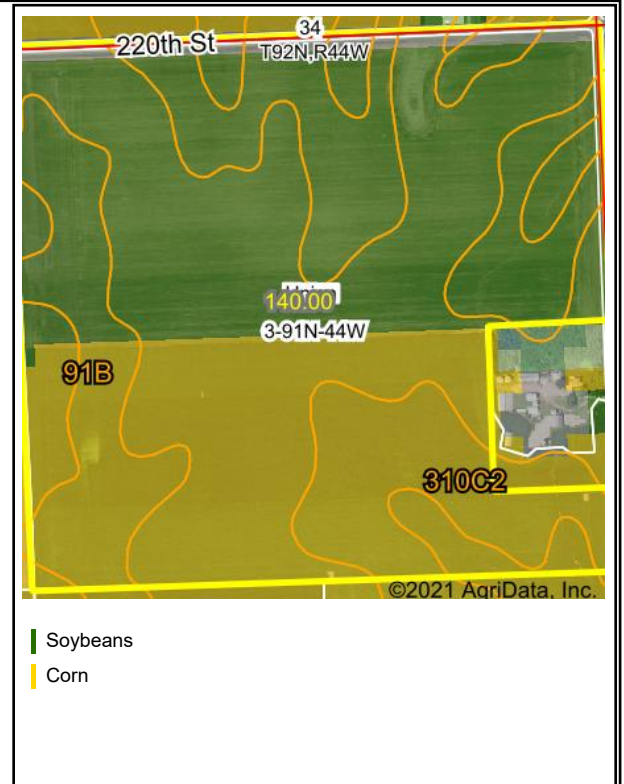 34
220th St
T92N,R44W
140.00
3-91N-44W
91B
310C2
©2021 AgriData, Inc.
Soybeans
Corn